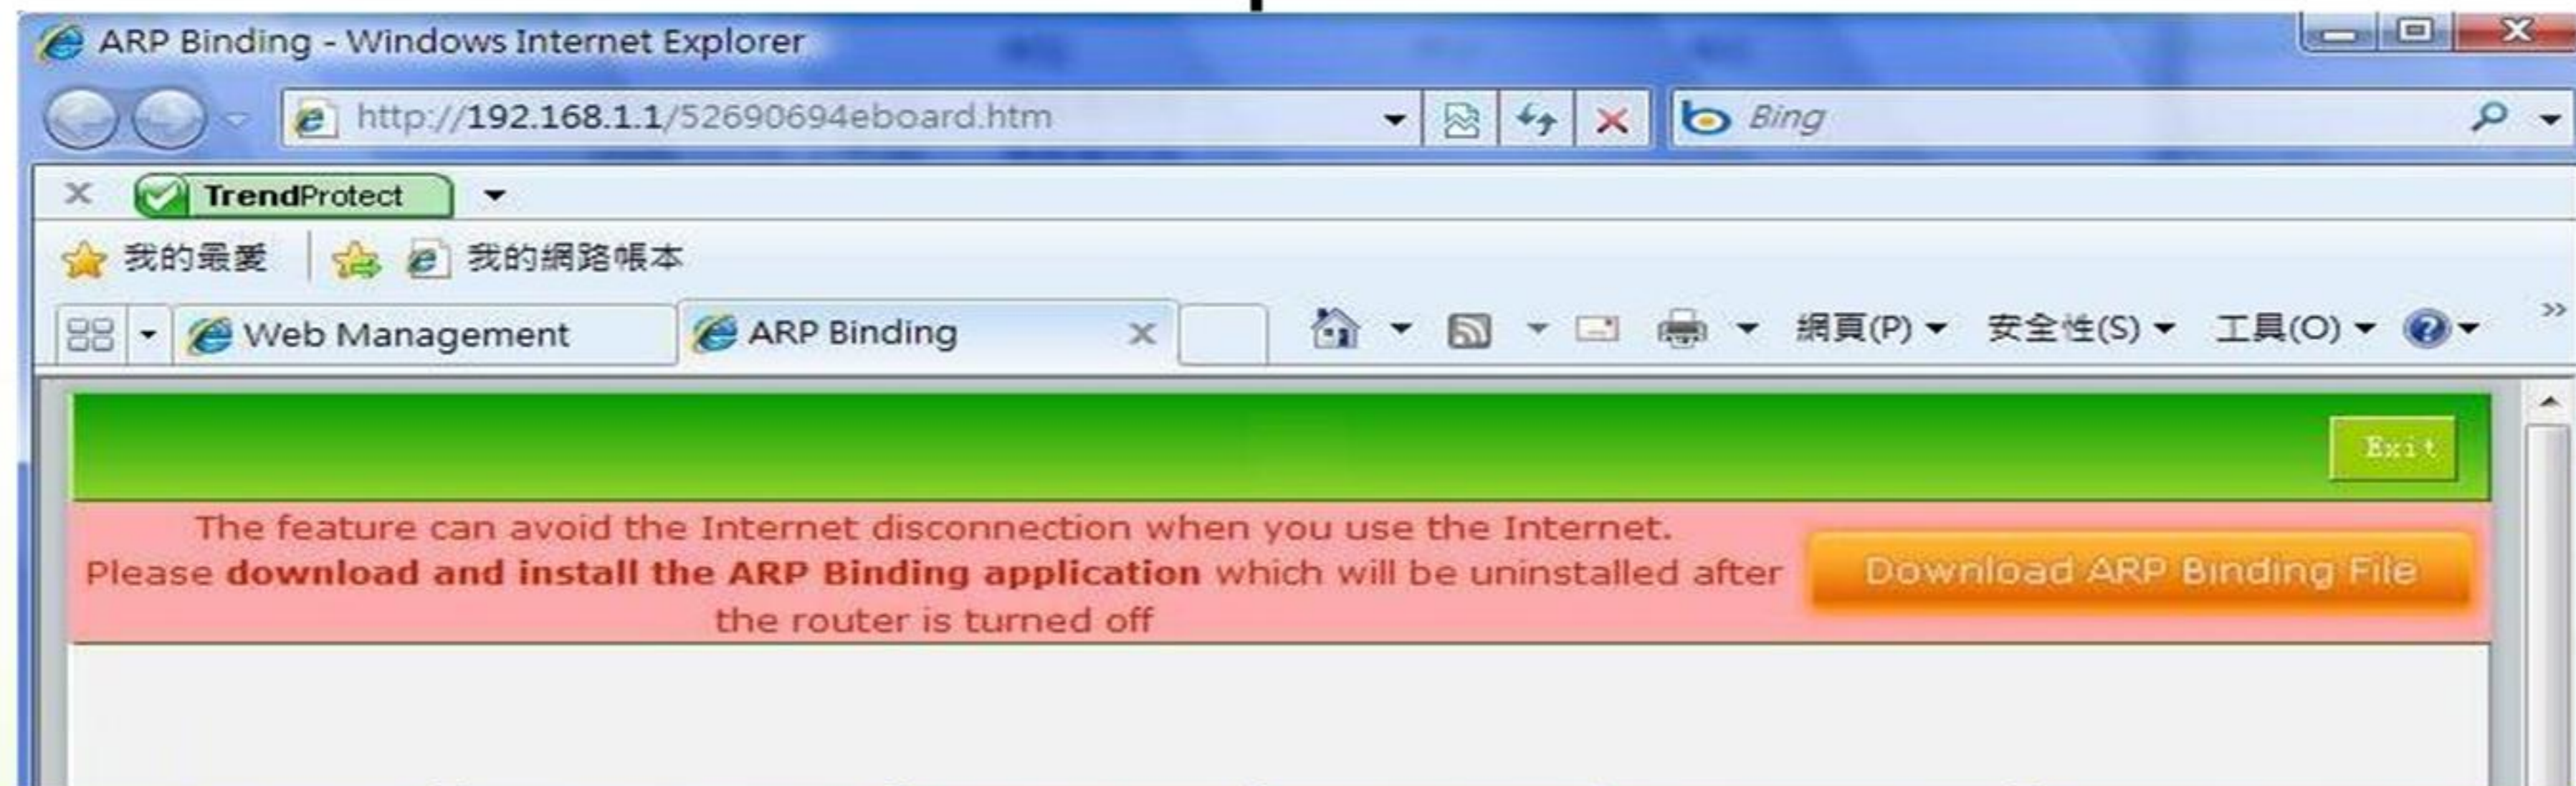 ARP Binding - Windows Internet Explorer
http://192.168.1.1/52690694eboard.htm
Bing
TrendProtect
我的最愛 我的網路帳本
Web Management ARP Binding 網頁(P) 安全性(S) 工具(O)
Exit
The feature can avoid the Internet disconnection when you use the Internet.
Please download and install the ARP Binding application which will be uninstalled after
the router is turned off
Download ARP Binding File